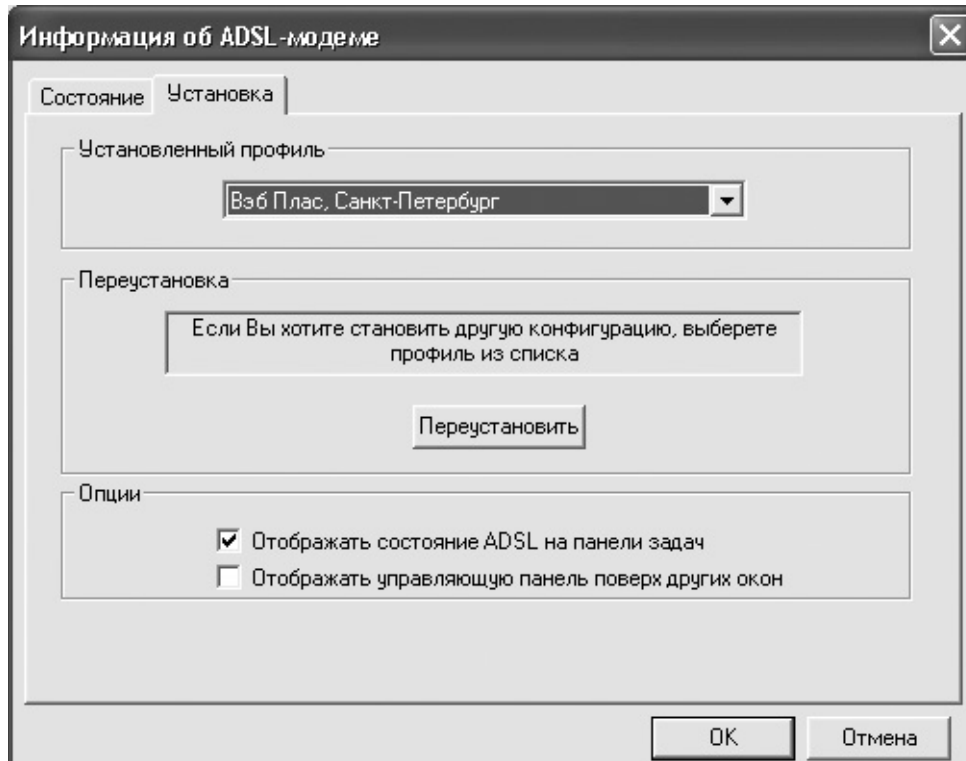 Информация об ADSL-модеме
Состояние
Установка
Установленный профиль
Вэб Плас, Санкт-Петербург
Переустановка
Если Вы хотите становить другую конфигурацию, выберете
профиль из списка
Переустановить
Опции
Отображать состояние ADSL на панели задач
Отображать управляющую панель поверх других окон
OK
Отмена